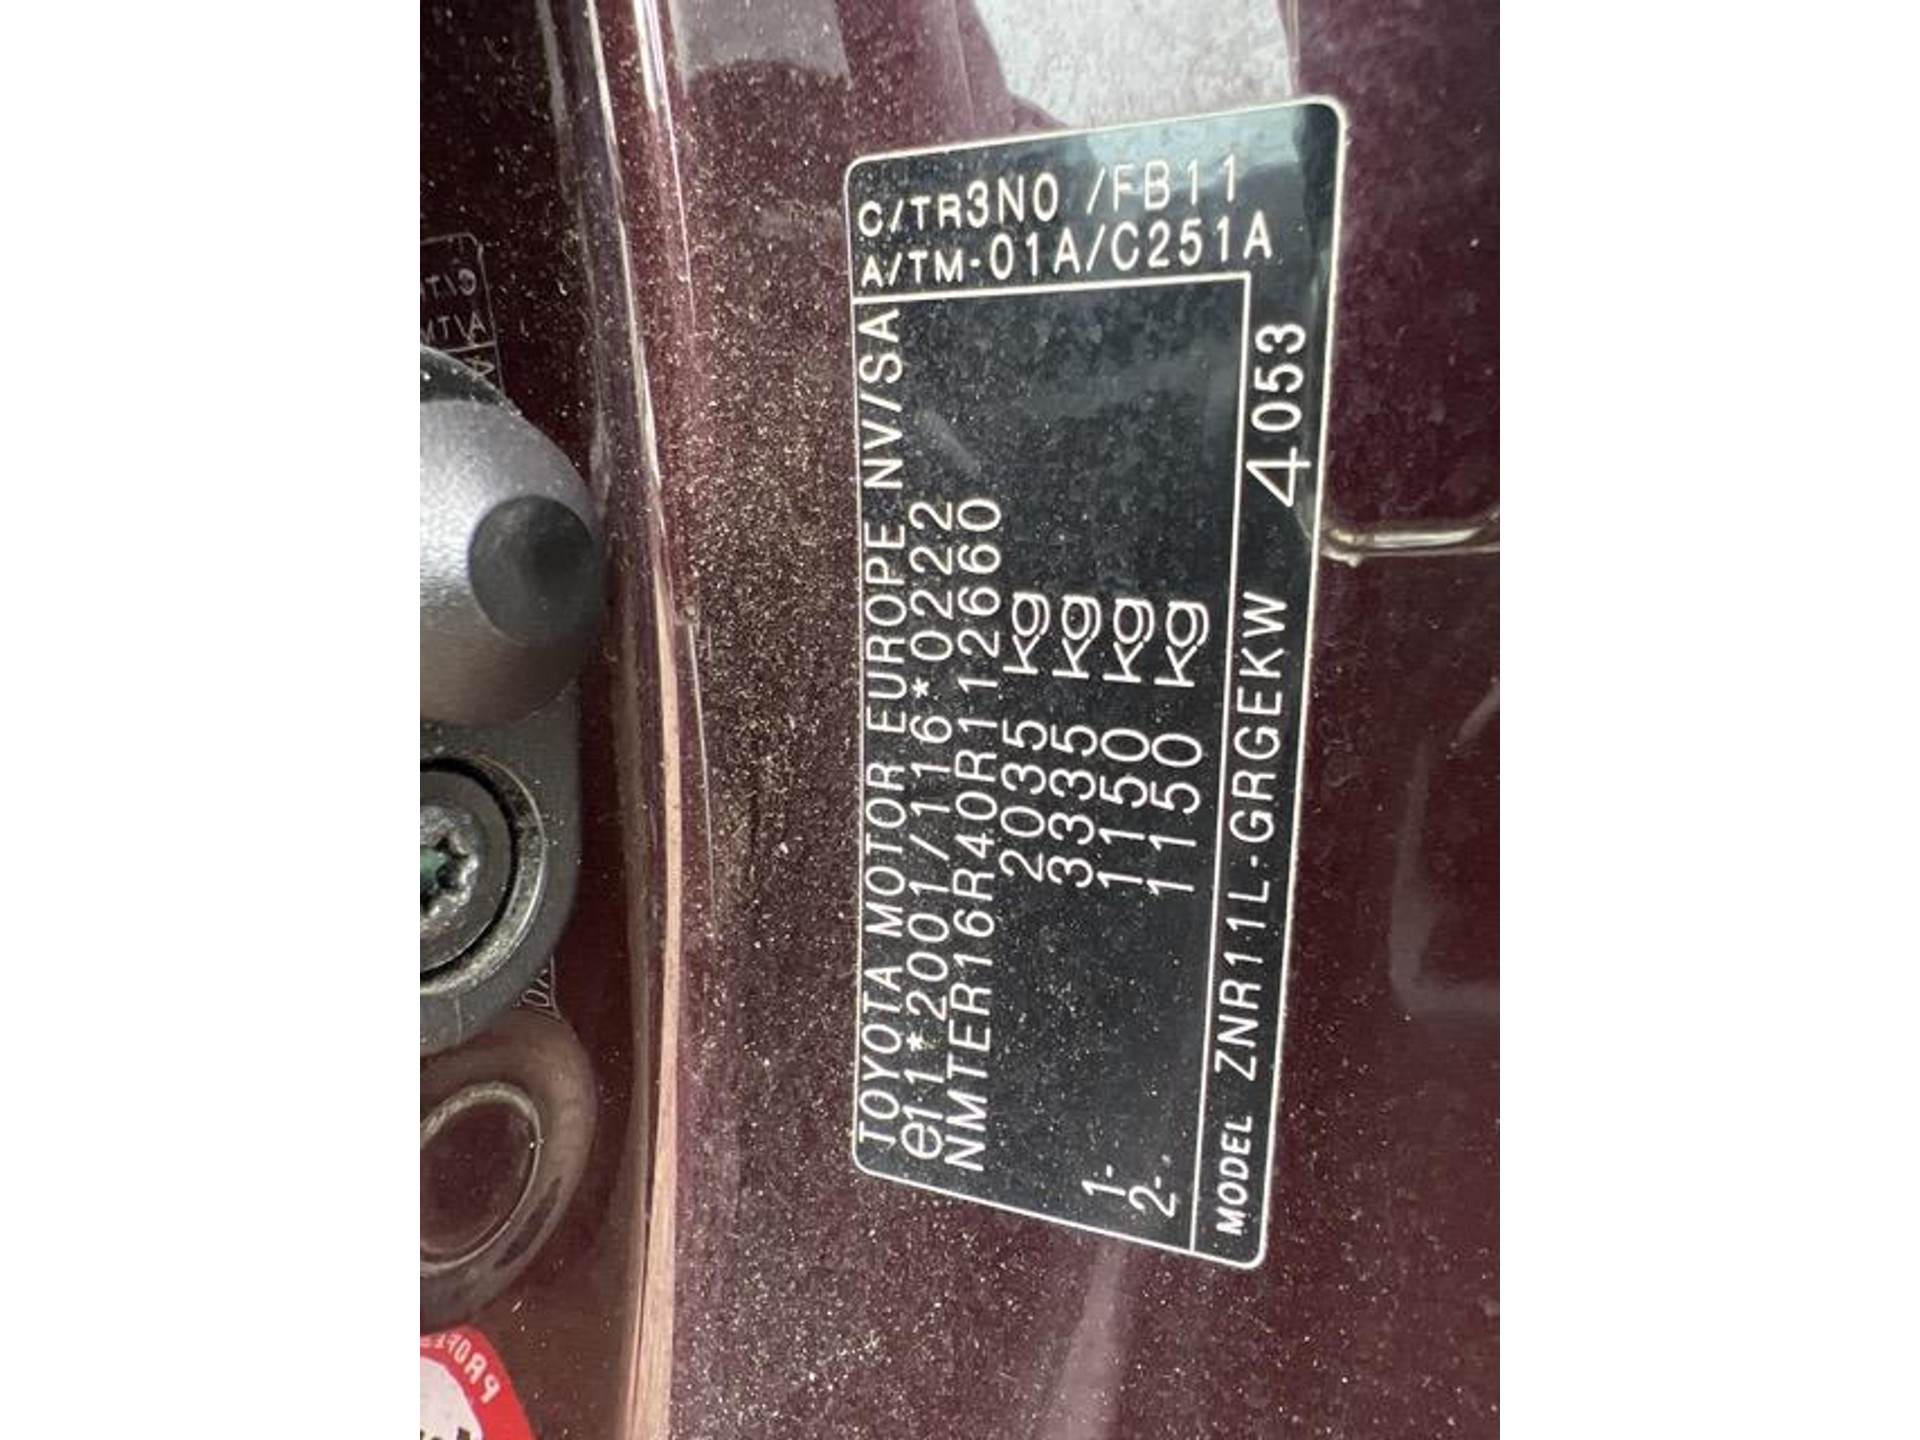 TOYOTA MOTOR EUROPE NV/SA
e11*2001/116*0222
NMTER16R40R112660
2035 kg
3335 kg
1- 1150 kg
2- 1150 kg
MODEL ZNR11L-GRGEKW 4053
C/TR3N0 /FB11
A/TM-01A/C251A